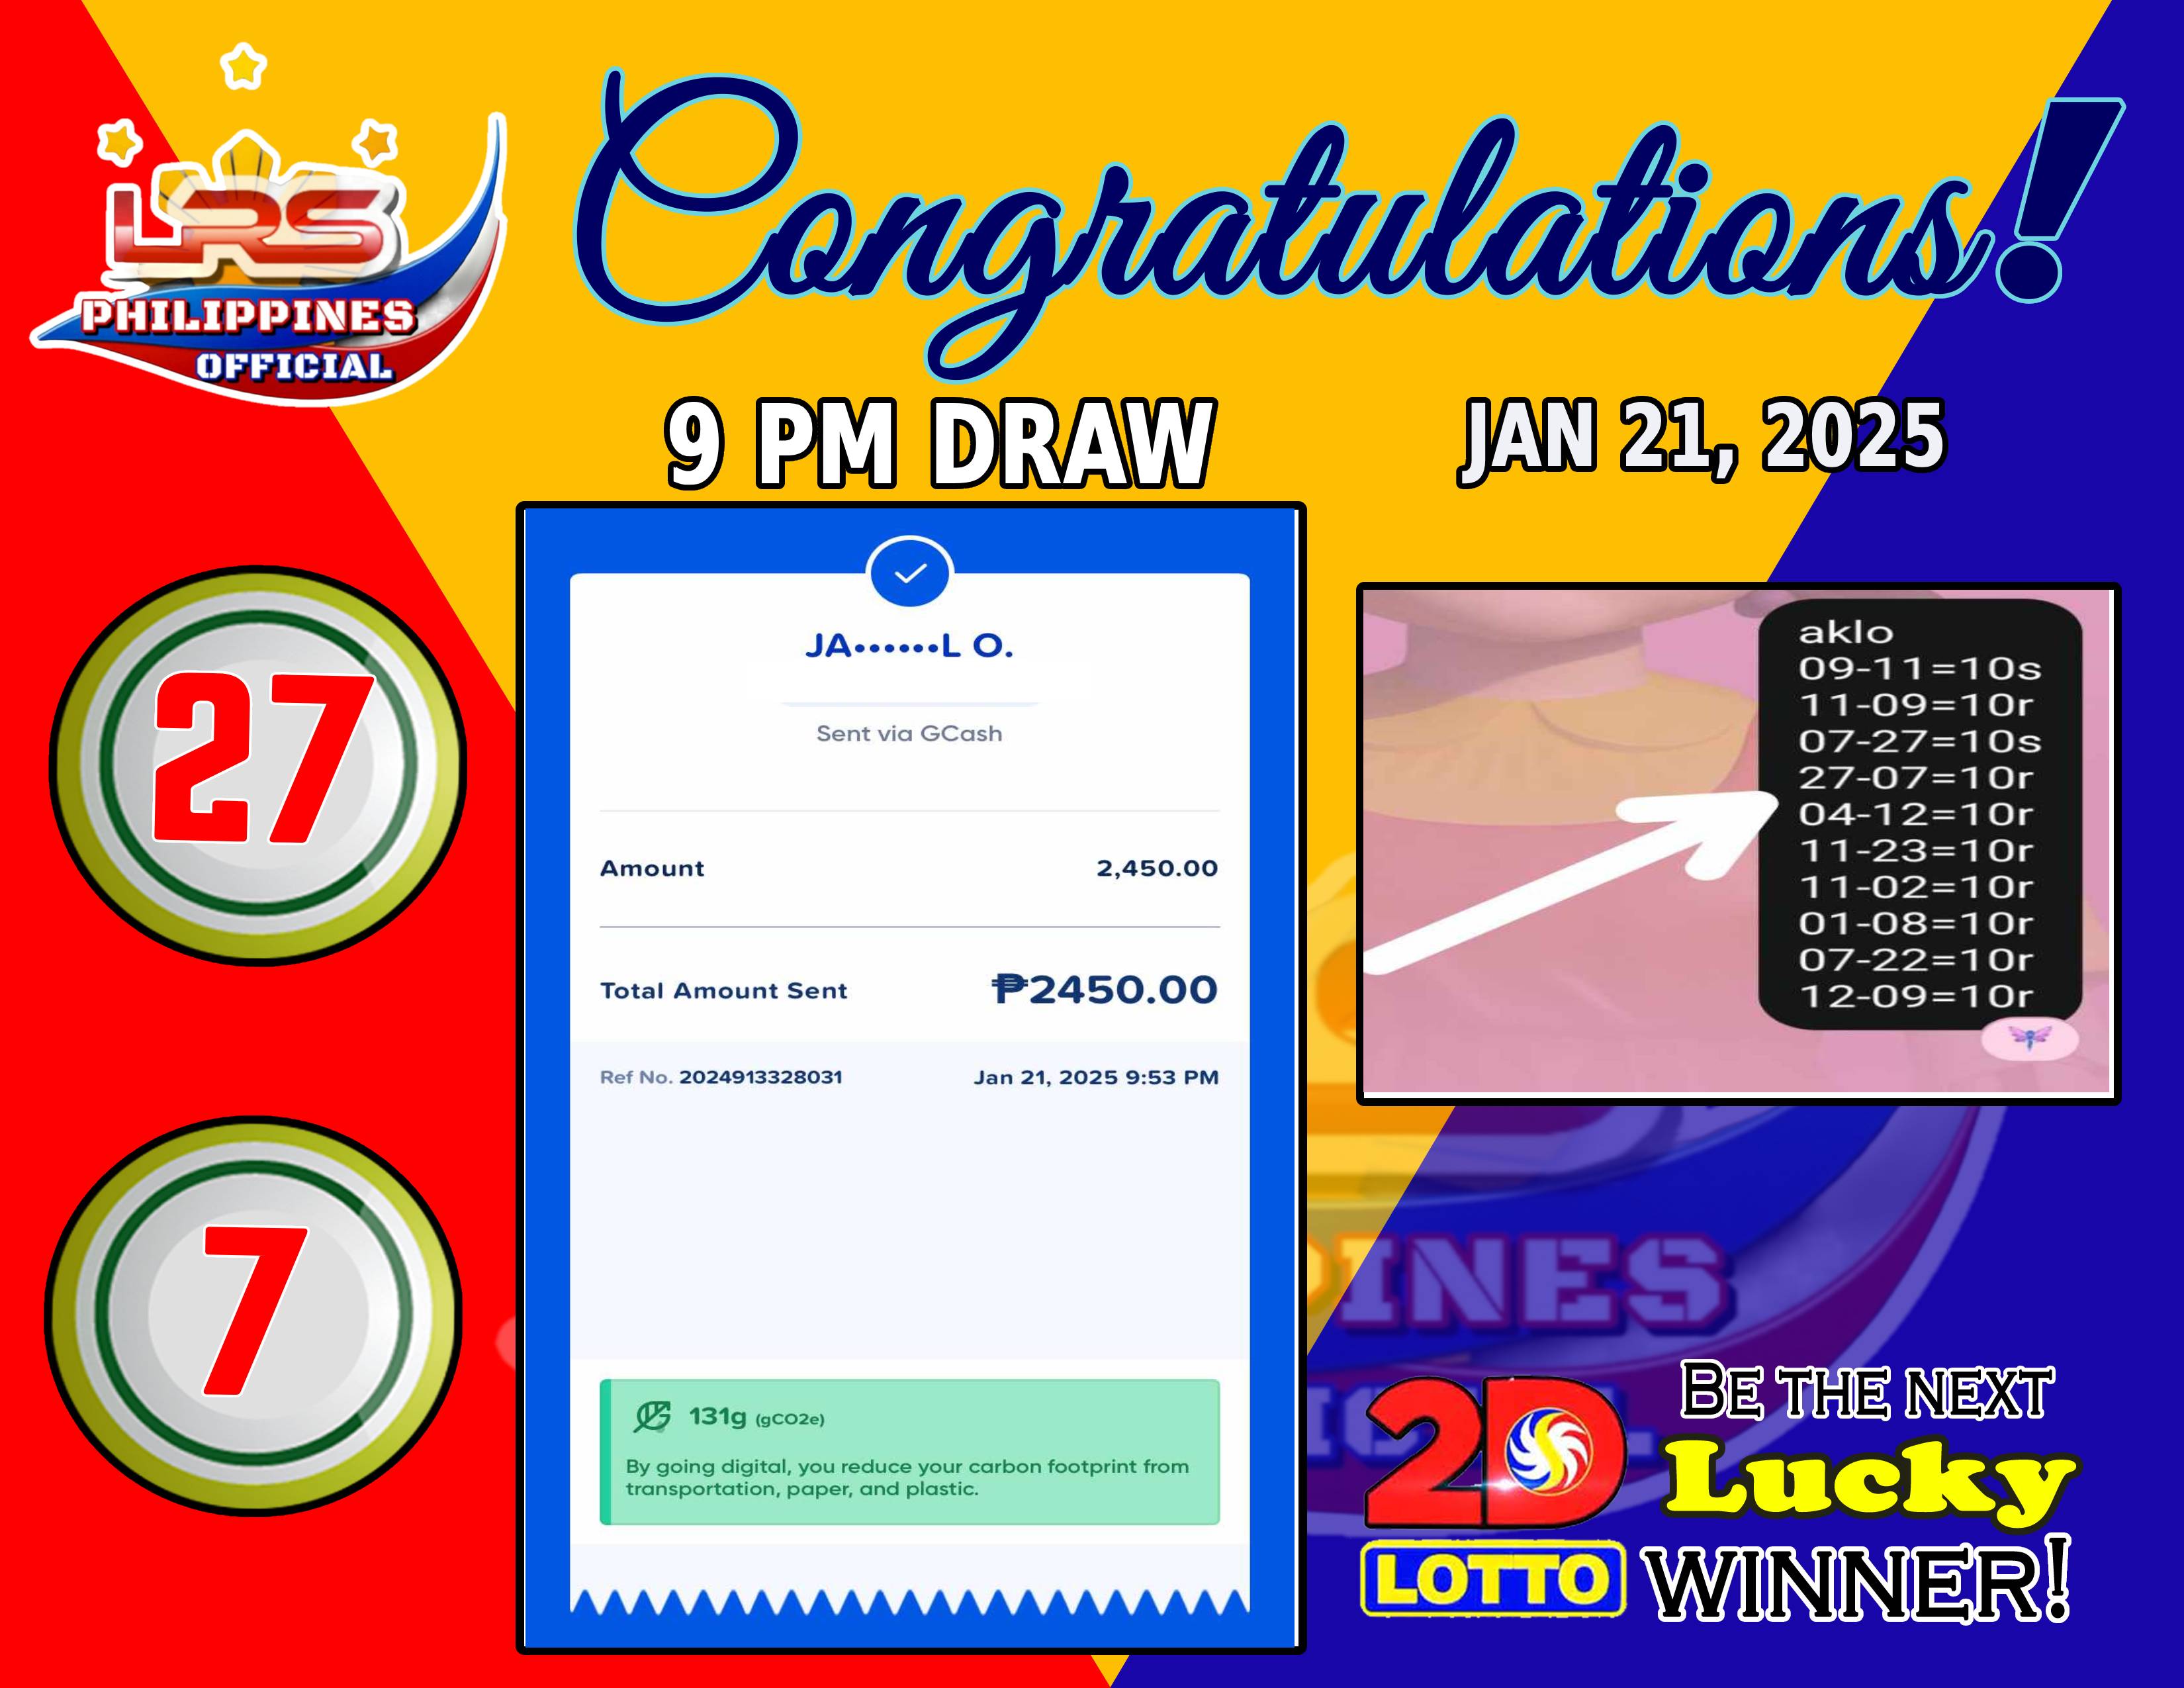 LRS
PHILIPPINES
OFFICIAL
Congratulations!
9 PM DRAW
JAN 21, 2025
27
7
JA••••••L O.
Sent via GCash
Amount 2,450.00
Total Amount Sent ₱2450.00
Ref No. 2024913328031 Jan 21, 2025 9:53 PM
131g (gCO2e)
By going digital, you reduce your carbon footprint from
transportation, paper, and plastic.
aklo
09-11=10s
11-09=10r
07-27=10s
27-07=10r
04-12=10r
11-23=10r
11-02=10r
01-08=10r
07-22=10r
12-09=10r
PINES
2D
LOTTO
BE THE NEXT
Lucky
WINNER!